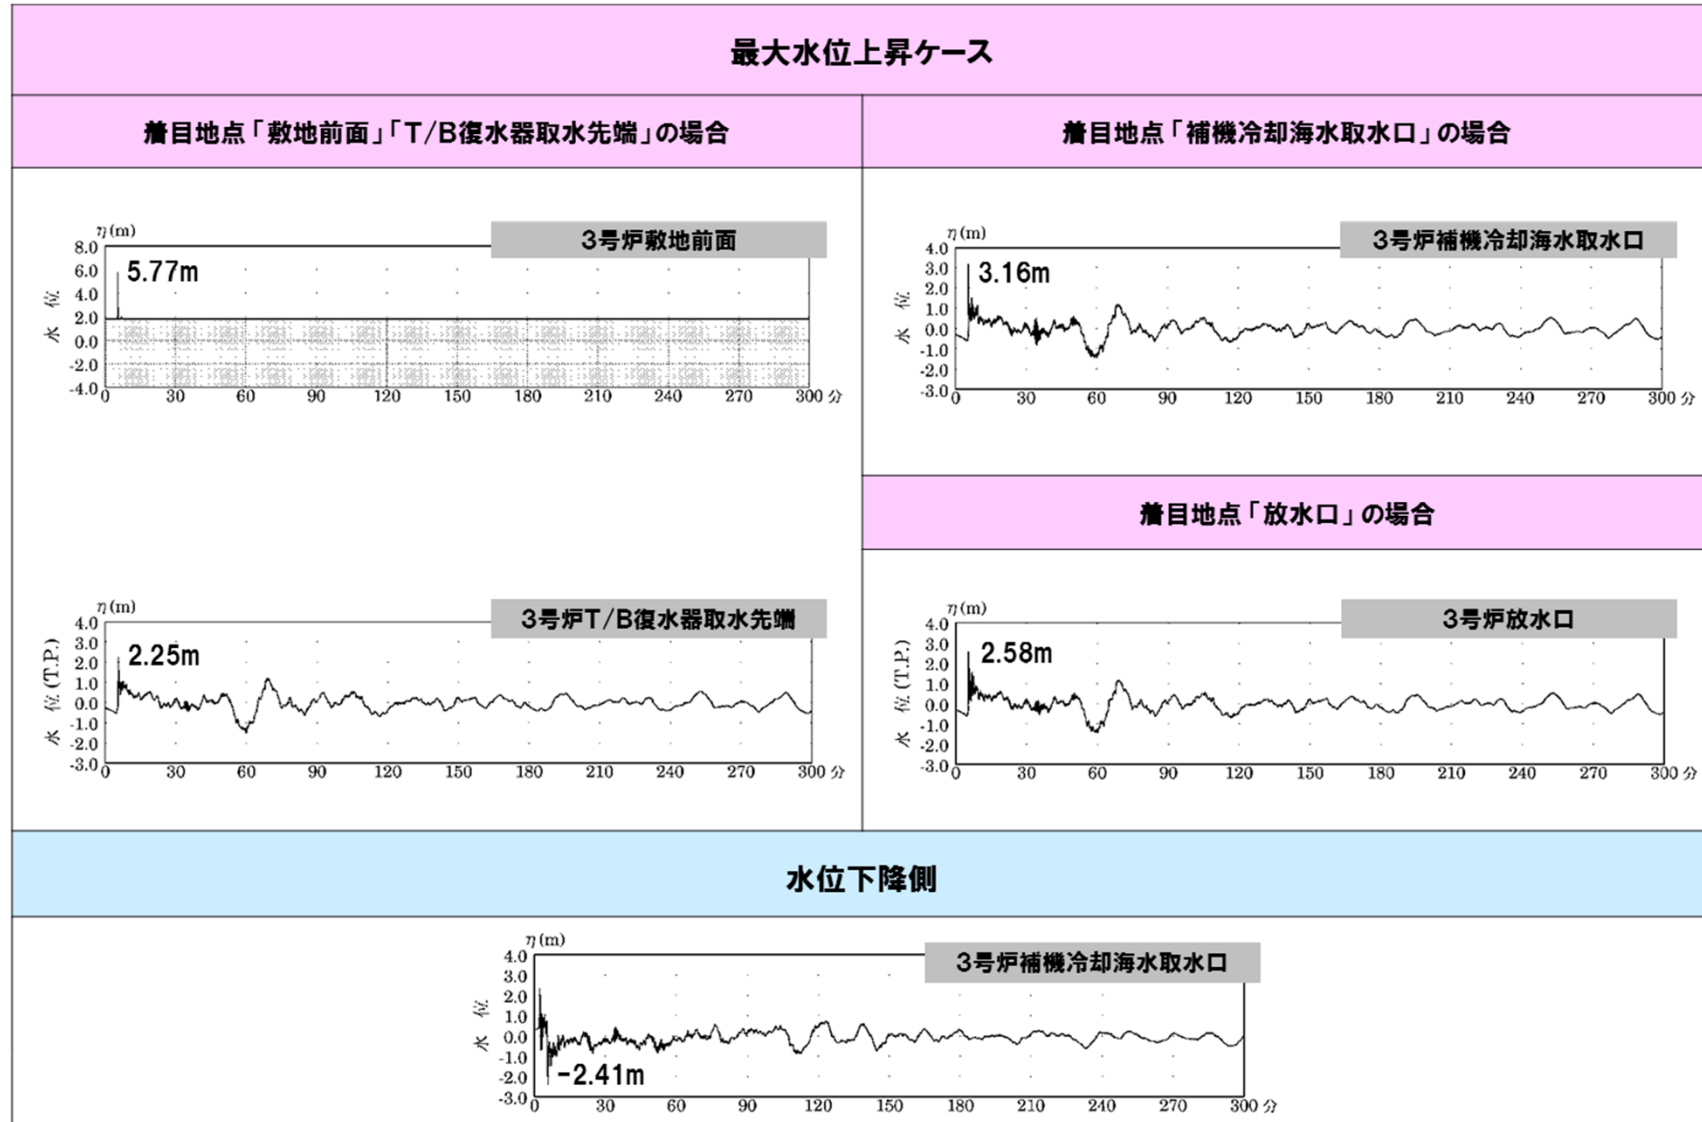 最大水位上昇ケース
着目地点「敷地前面」「T/B復水器取水先端」の場合
着目地点「補機冷却海水取水口」の場合
η(m)
3号炉敷地前面
8.0
6.0
4.0
2.0
0.0
-2.0
-4.0
5.77m
水 位
0 30 60 90 120 150 180 210 240 270 300 分
η(m)
3号炉補機冷却海水取水口
4.0
3.0
2.0
1.0
0.0
-1.0
-2.0
-3.0
3.16m
水 位
0 30 60 90 120 150 180 210 240 270 300 分
着目地点「放水口」の場合
η(m)
3号炉T/B復水器取水先端
4.0
3.0
2.0
1.0
0.0
-1.0
-2.0
-3.0
2.25m
水 位(T.P.)
0 30 60 90 120 150 180 210 240 270 300 分
η(m)
3号炉放水口
4.0
3.0
2.0
1.0
0.0
-1.0
-2.0
-3.0
2.58m
水 位(T.P.)
0 30 60 90 120 150 180 210 240 270 300 分
水位下降側
η(m)
3号炉補機冷却海水取水口
4.0
3.0
2.0
1.0
0.0
-1.0
-2.0
-3.0
-2.41m
水 位
0 30 60 90 120 150 180 210 240 270 300 分